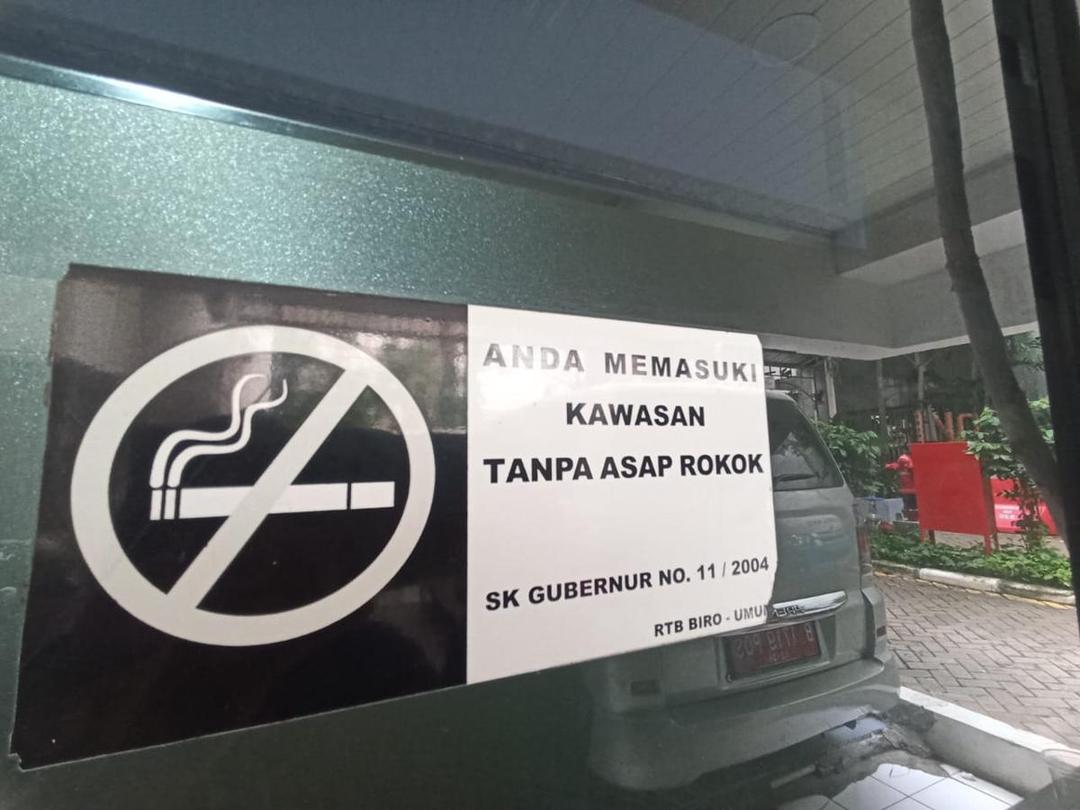 ANDA MEMASUKI
KAWASAN
TANPA ASAP ROKOK
SK GUBERNUR NO. 11 / 2004
RTB BIRO - UMUM